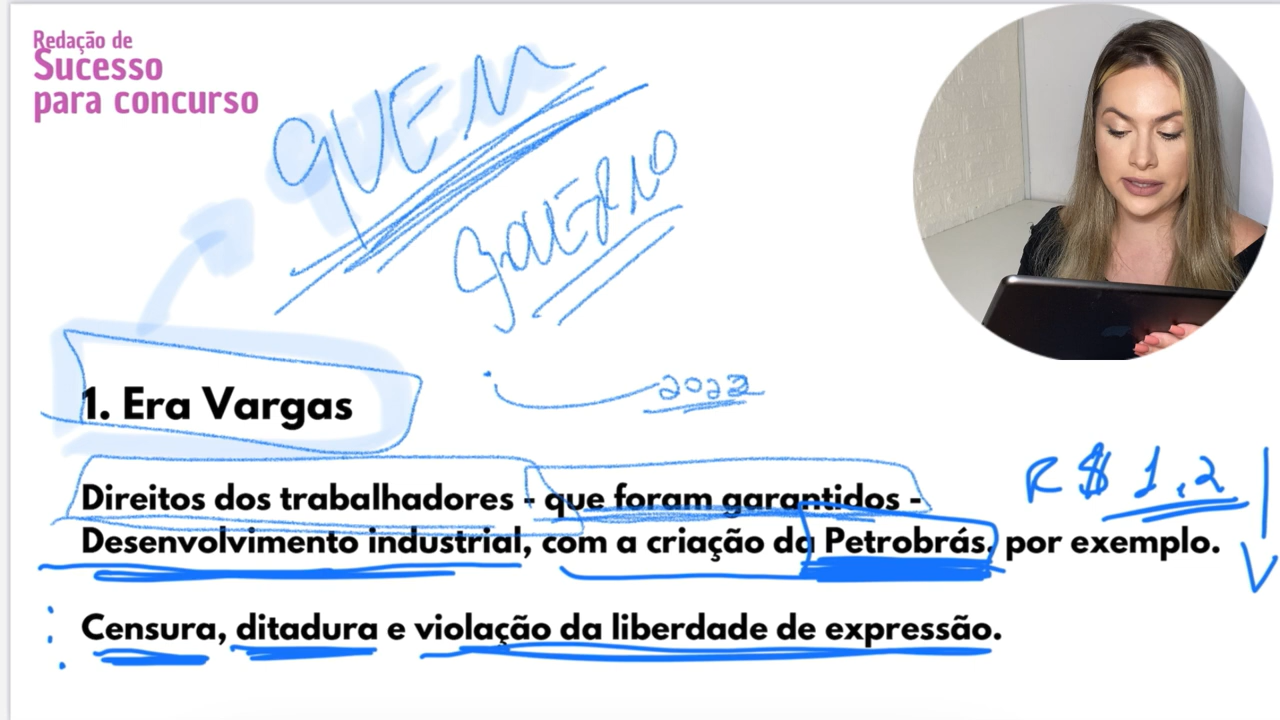 Redação de
Sucesso
para concurso
QUEM
GOVERNO
1. Era Vargas
2022
Direitos dos trabalhadores - que foram garantidos -
R$ 1,2
Desenvolvimento industrial, com a criação da Petrobrás, por exemplo.
Censura, ditadura e violação da liberdade de expressão.